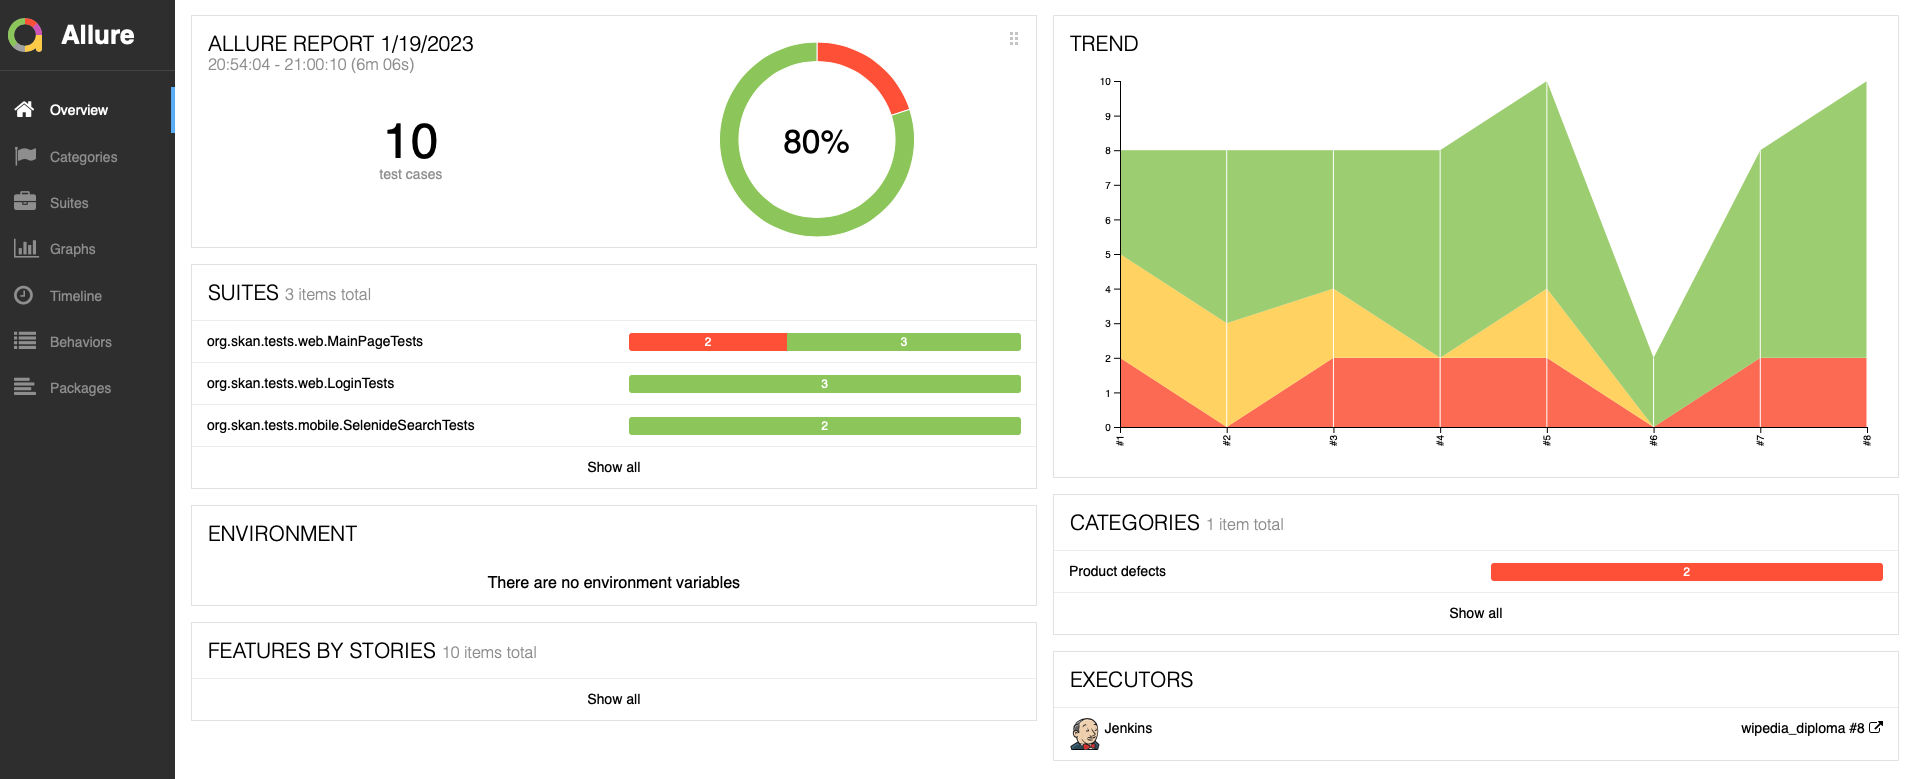 Allure
Overview
Categories
Suites
Graphs
Timeline
Behaviors
Packages
ALLURE REPORT 1/19/2023
20:54:04 - 21:00:10 (6m 06s)
10
test cases
80%
SUITES 3 items total
org.skan.tests.web.MainPageTests 2 3
org.skan.tests.web.LoginTests 3
org.skan.tests.mobile.SelenideSearchTests 2
Show all
ENVIRONMENT
There are no environment variables
FEATURES BY STORIES 10 items total
Show all
TREND
10
9
8
7
6
5
4
3
2
1
0
#1 #2 #3 #4 #5 #6 #7 #8
CATEGORIES 1 item total
Product defects 2
Show all
EXECUTORS
Jenkins wipedia_diploma #8